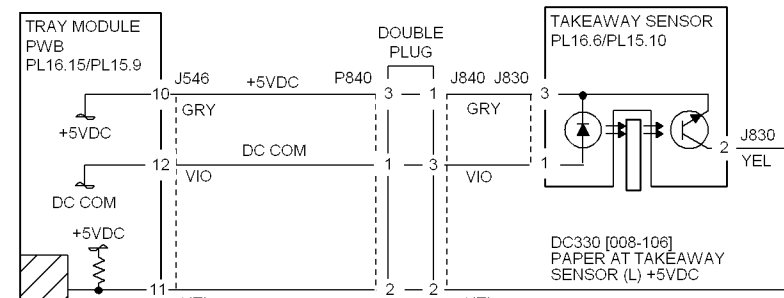 TRAY MODULE
PWB
PL16.15/PL15.9
DOUBLE
PLUG
TAKEAWAY SENSOR
PL16.6/PL15.10
J546
+5VDC
P840
J840
J830
10
3
1
3
GRY
GRY
+5VDC
2
J830
YEL
12
DC COM
1
3
1
VIO
VIO
DC COM
+5VDC
DC330 [008-106]
PAPER AT TAKEAWAY
SENSOR (L) +5VDC
11
2
2
YEL